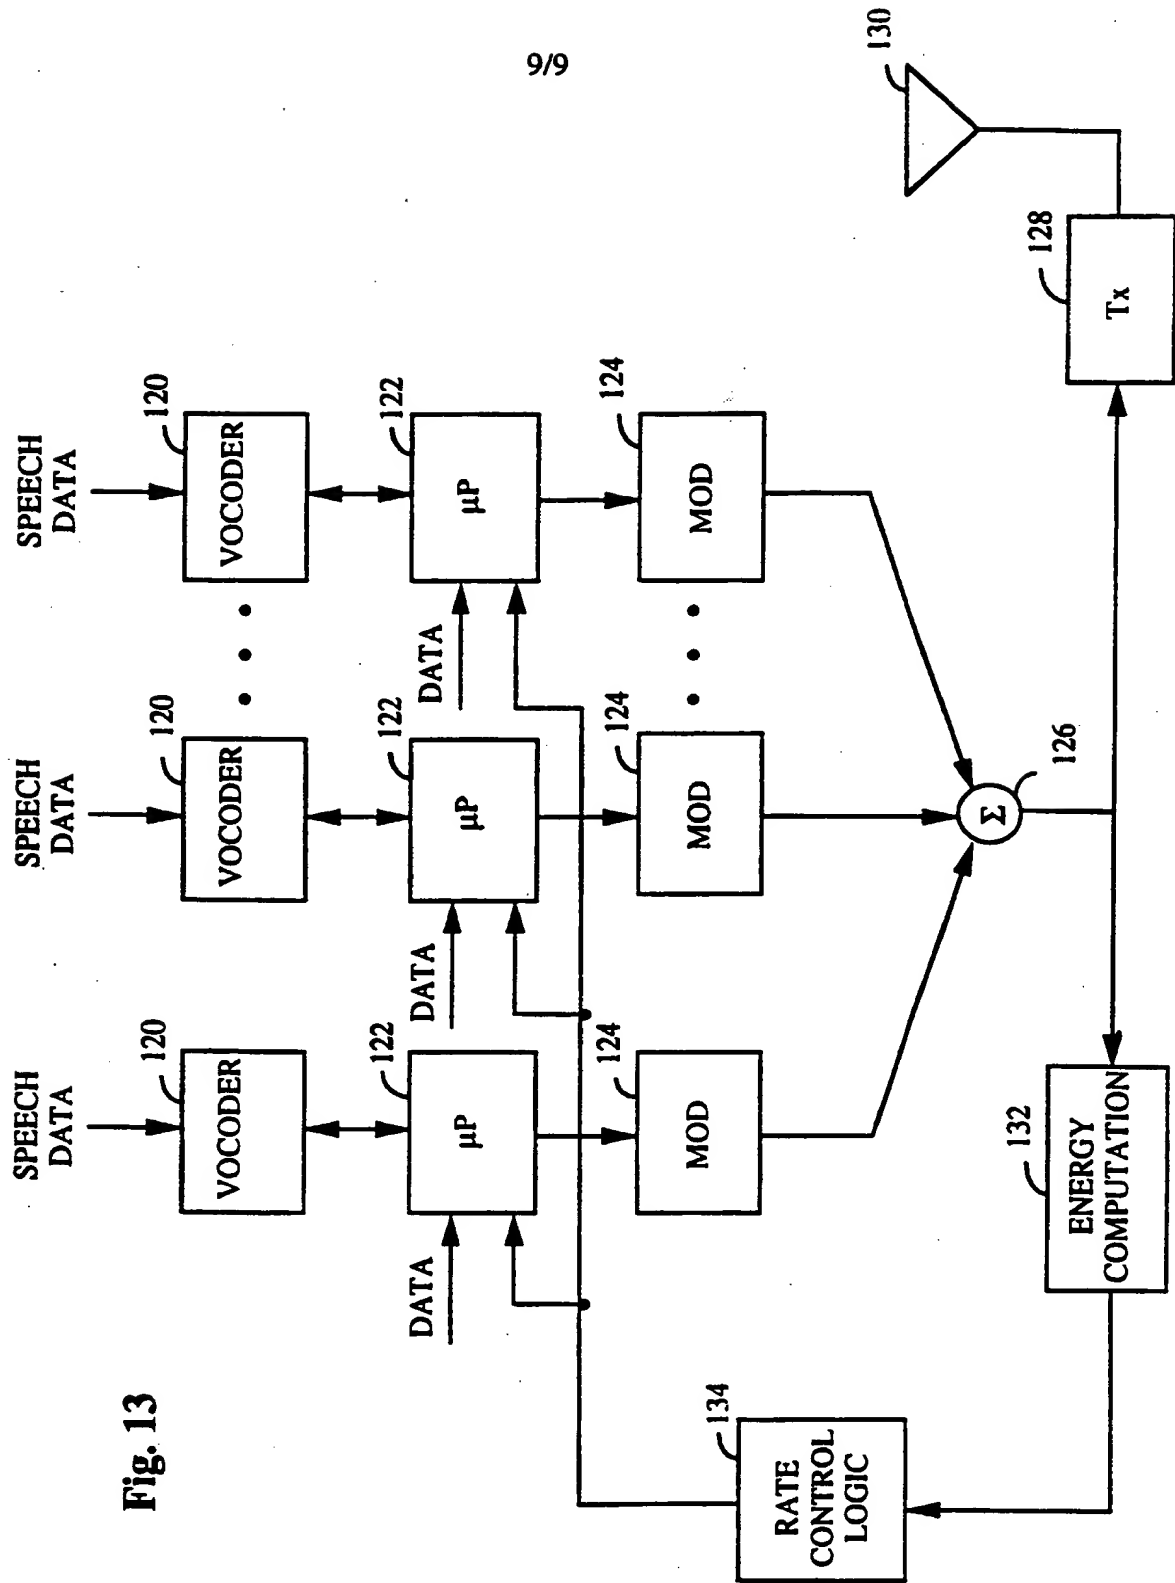 9/9
Fig. 13
SPEECH
DATA
SPEECH
DATA
SPEECH
DATA
120
VOCODER
120
VOCODER
120
VOCODER
DATA
122
μP
DATA
122
μP
DATA
122
μP
124
MOD
124
MOD
124
MOD
134
RATE
CONTROL
LOGIC
Σ
126
132
ENERGY
COMPUTATION
128
Tx
130